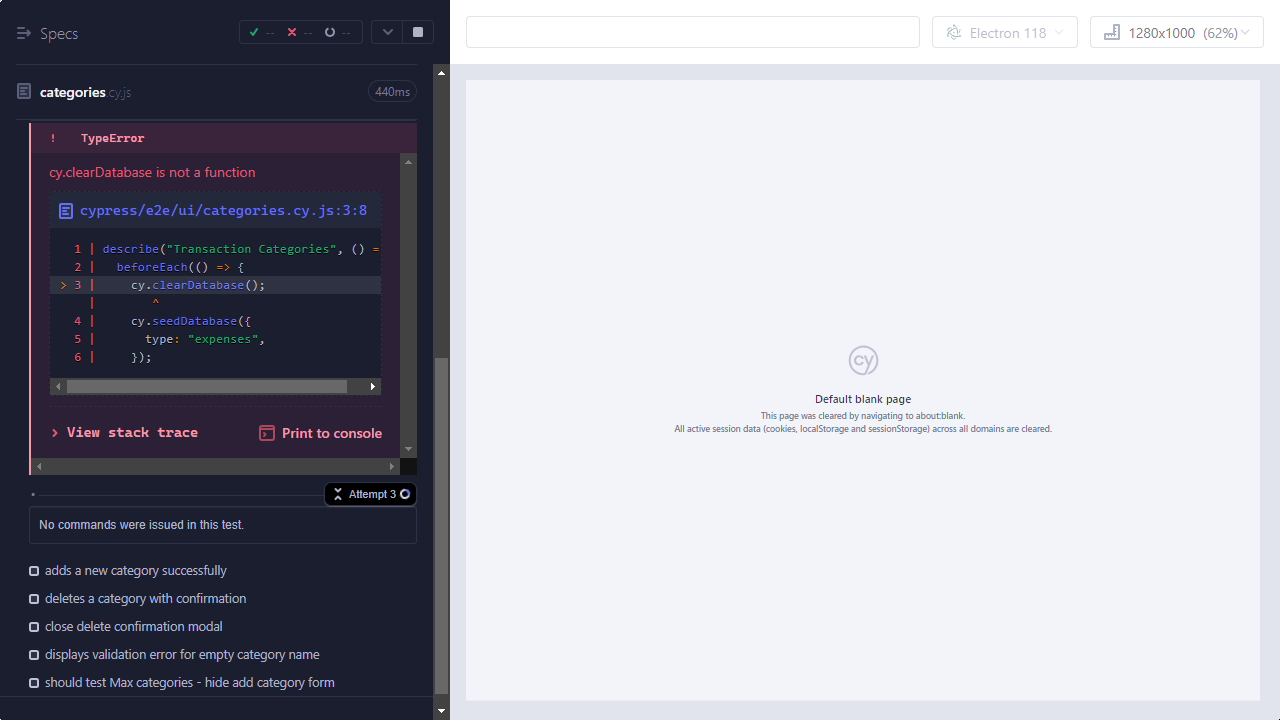 Specs
-- -- --
Electron 118
1280x1000 (62%)
categories.cy.js
440ms
! TypeError
cy.clearDatabase is not a function
cypress/e2e/ui/categories.cy.js:3:8
1 | describe("Transaction Categories", () =
2 | beforeEach(() => {
> 3 | cy.clearDatabase();
| ^
4 | cy.seedDatabase({
5 | type: "expenses",
6 | });
> View stack trace
Print to console
Attempt 3
No commands were issued in this test.
adds a new category successfully
deletes a category with confirmation
close delete confirmation modal
displays validation error for empty category name
should test Max categories - hide add category form
cy
Default blank page
This page was cleared by navigating to about:blank.
All active session data (cookies, localStorage and sessionStorage) across all domains are cleared.